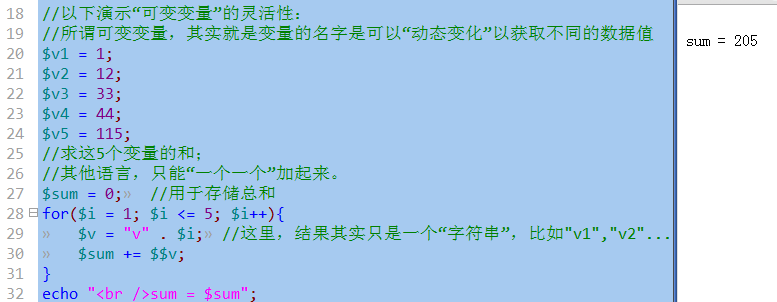 18 //以下演示“可变变量”的灵活性：
19 //所谓可变变量，其实就是变量的名字是可以“动态变化”以获取不同的数据值
20 $v1 = 1;
21 $v2 = 12;
22 $v3 = 33;
23 $v4 = 44;
24 $v5 = 115;
25 //求这5个变量的和；
26 //其他语言，只能“一个一个”加起来。
27 $sum = 0;» //用于存储总和
28 for($i = 1; $i <= 5; $i++){
29 » $v = "v" . $i;» //这里，结果其实只是一个“字符串”，比如"v1","v2"...
30 » $sum += $$v;
31 }
32 echo "<br />sum = $sum";
sum = 205